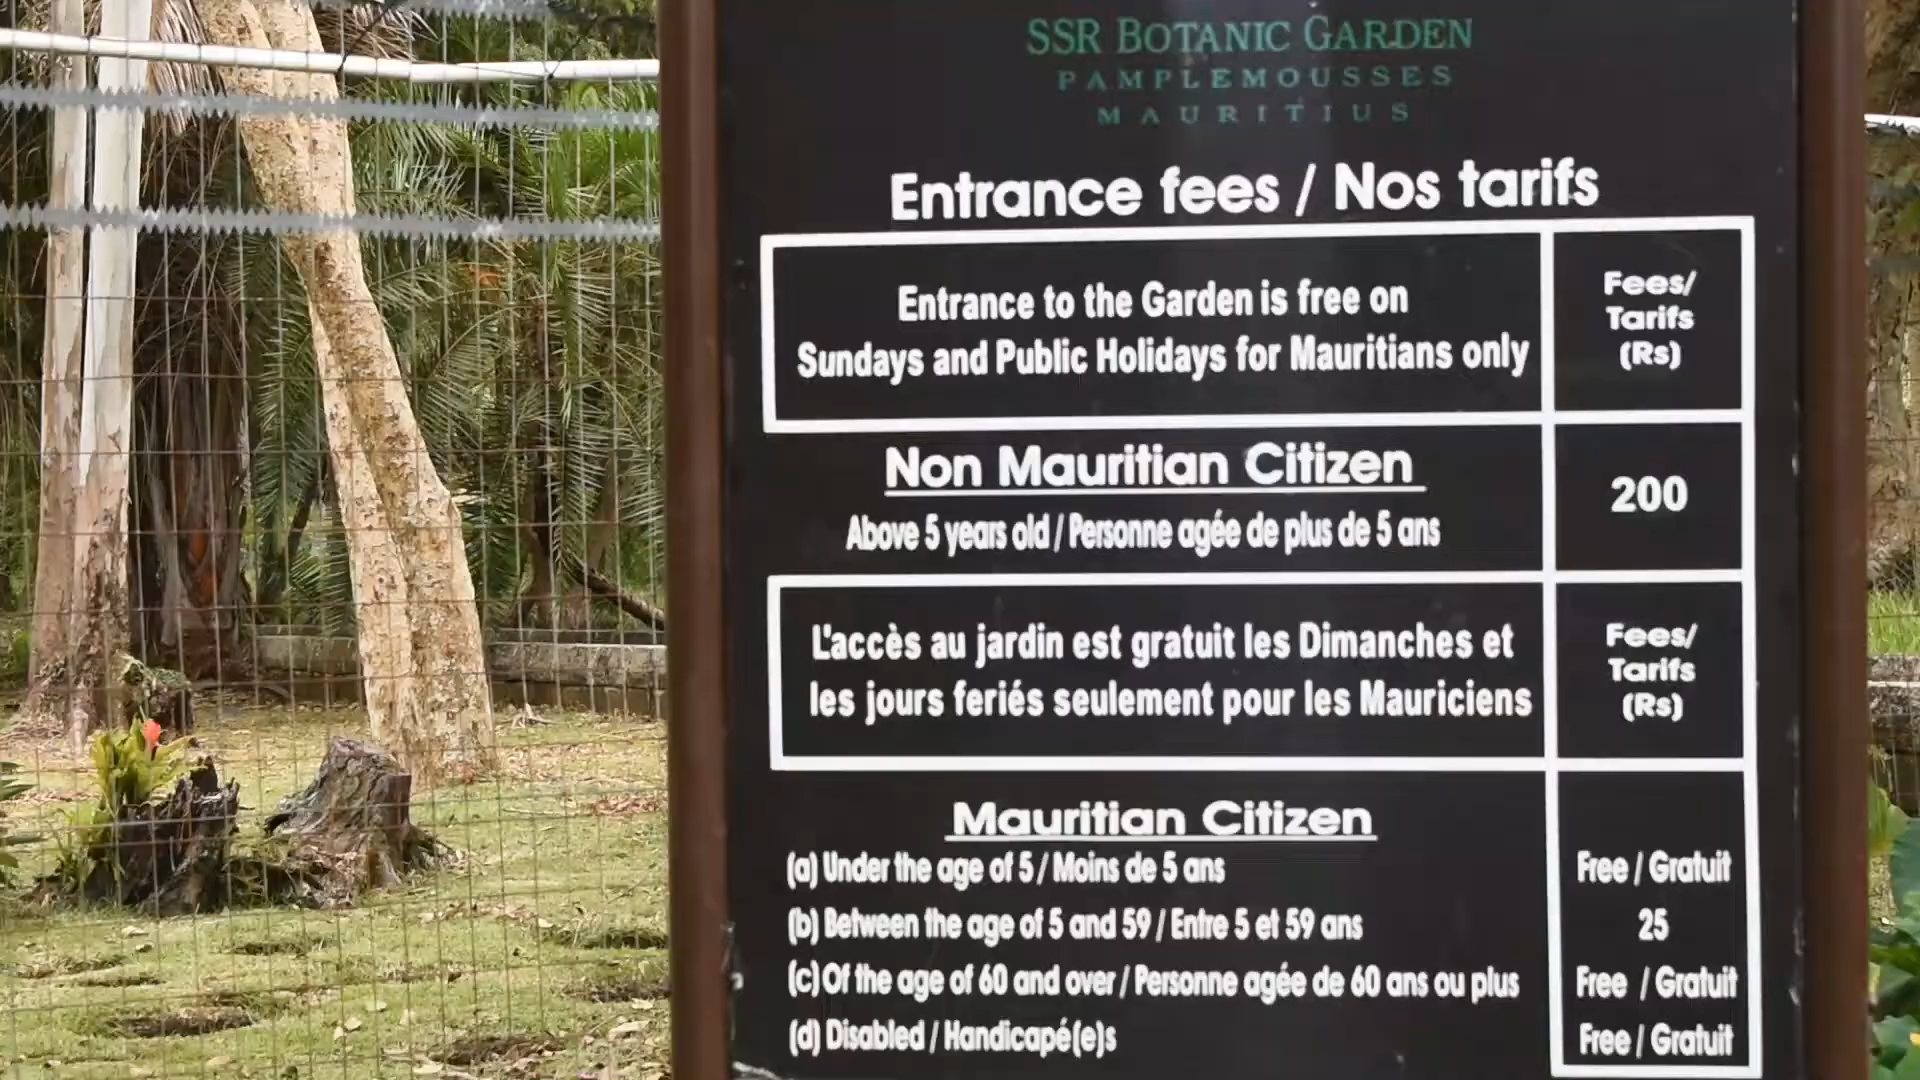 SSR BOTANIC GARDEN
PAMPLEMOUSSES
MAURITIUS
Entrance fees / Nos tarifs
Entrance to the Garden is free on
Sundays and Public Holidays for Mauritians only
Fees/
Tarifs
(Rs)
Non Mauritian Citizen
Above 5 years old / Personne agée de plus de 5 ans
200
L'accès au jardin est gratuit les Dimanches et
les jours feriés seulement pour les Mauriciens
Fees/
Tarifs
(Rs)
Mauritian Citizen
(a) Under the age of 5 / Moins de 5 ans Free / Gratuit
(b) Between the age of 5 and 59 / Entre 5 et 59 ans 25
(c) Of the age of 60 and over / Personne agée de 60 ans ou plus Free / Gratuit
(d) Disabled / Handicapé(e)s Free / Gratuit